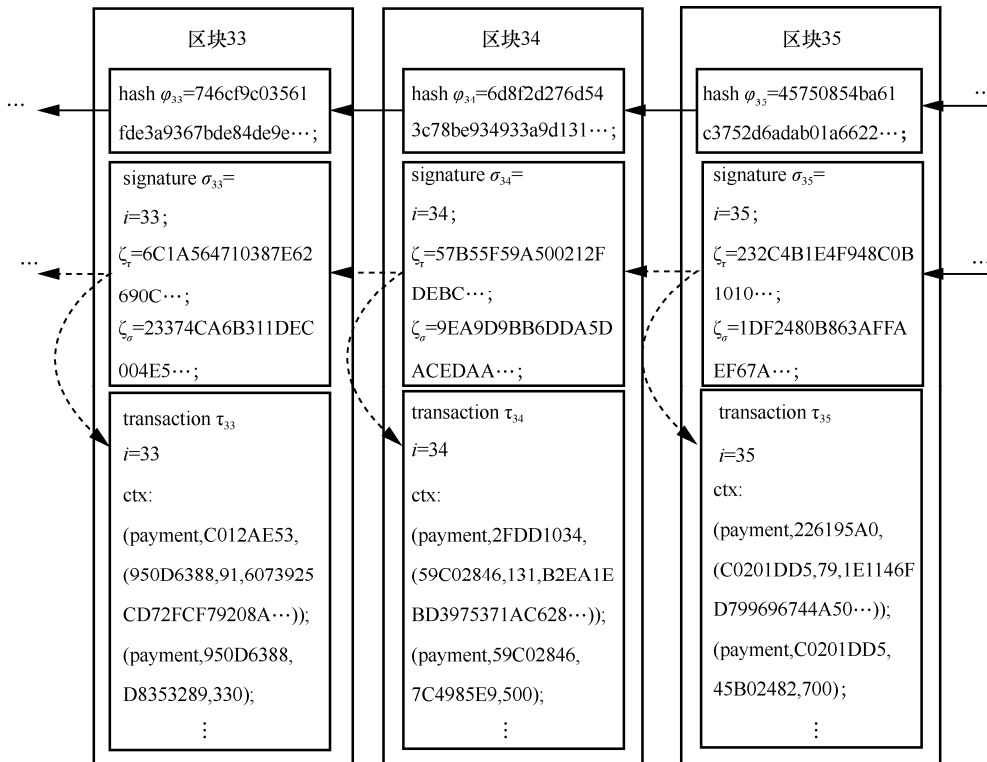 区块33
…
hash φ33=746cf9c03561
fde3a9367bde84de9e…;
signature σ33=
i=33;
…
ζτ=6C1A564710387E62
690C…;
ζσ=23374CA6B311DEC
004E5…;
transaction τ33
i=33
ctx:
(payment,C012AE53,
(950D6388,91,6073925
CD72FCF79208A…));
(payment,950D6388,
D8353289,330);
⋮
区块34
hash φ34=6d8f2d276d54
3c78be934933a9d131…;
signature σ34=
i=34;
ζτ=57B55F59A500212F
DEBC…;
ζσ=9EA9D9BB6DDA5D
ACEDAA…;
transaction τ34
i=34
ctx:
(payment,2FDD1034,
(59C02846,131,B2EA1E
BD3975371AC628…));
(payment,59C02846,
7C4985E9,500);
⋮
区块35
hash φ35=45750854ba61
c3752d6adab01a6622…;
…
signature σ35=
i=35;
ζτ=232C4B1E4F948C0B
1010…;
…
ζσ=1DF2480B863AFFA
EF67A…;
transaction τ35
i=35
ctx:
(payment,226195A0,
(C0201DD5,79,1E1146F
D799696744A50…));
(payment,C0201DD5,
45B02482,700);
⋮